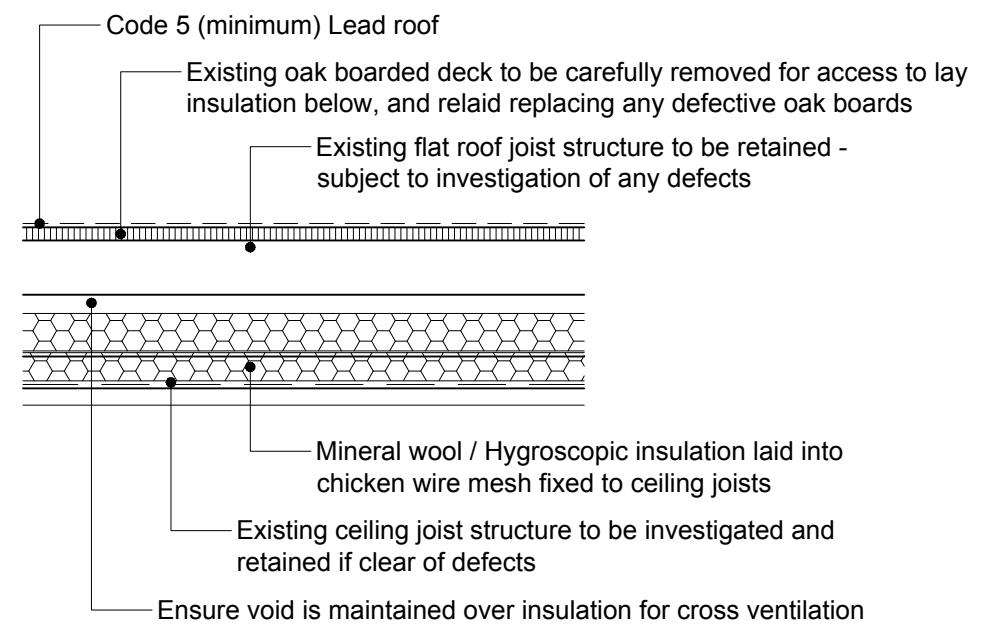 Code 5 (minimum) Lead roof
Existing oak boarded deck to be carefully removed for access to lay
insulation below, and relaid replacing any defective oak boards
Existing flat roof joist structure to be retained -
subject to investigation of any defects
Mineral wool / Hygroscopic insulation laid into
chicken wire mesh fixed to ceiling joists
Existing ceiling joist structure to be investigated and
retained if clear of defects
Ensure void is maintained over insulation for cross ventilation